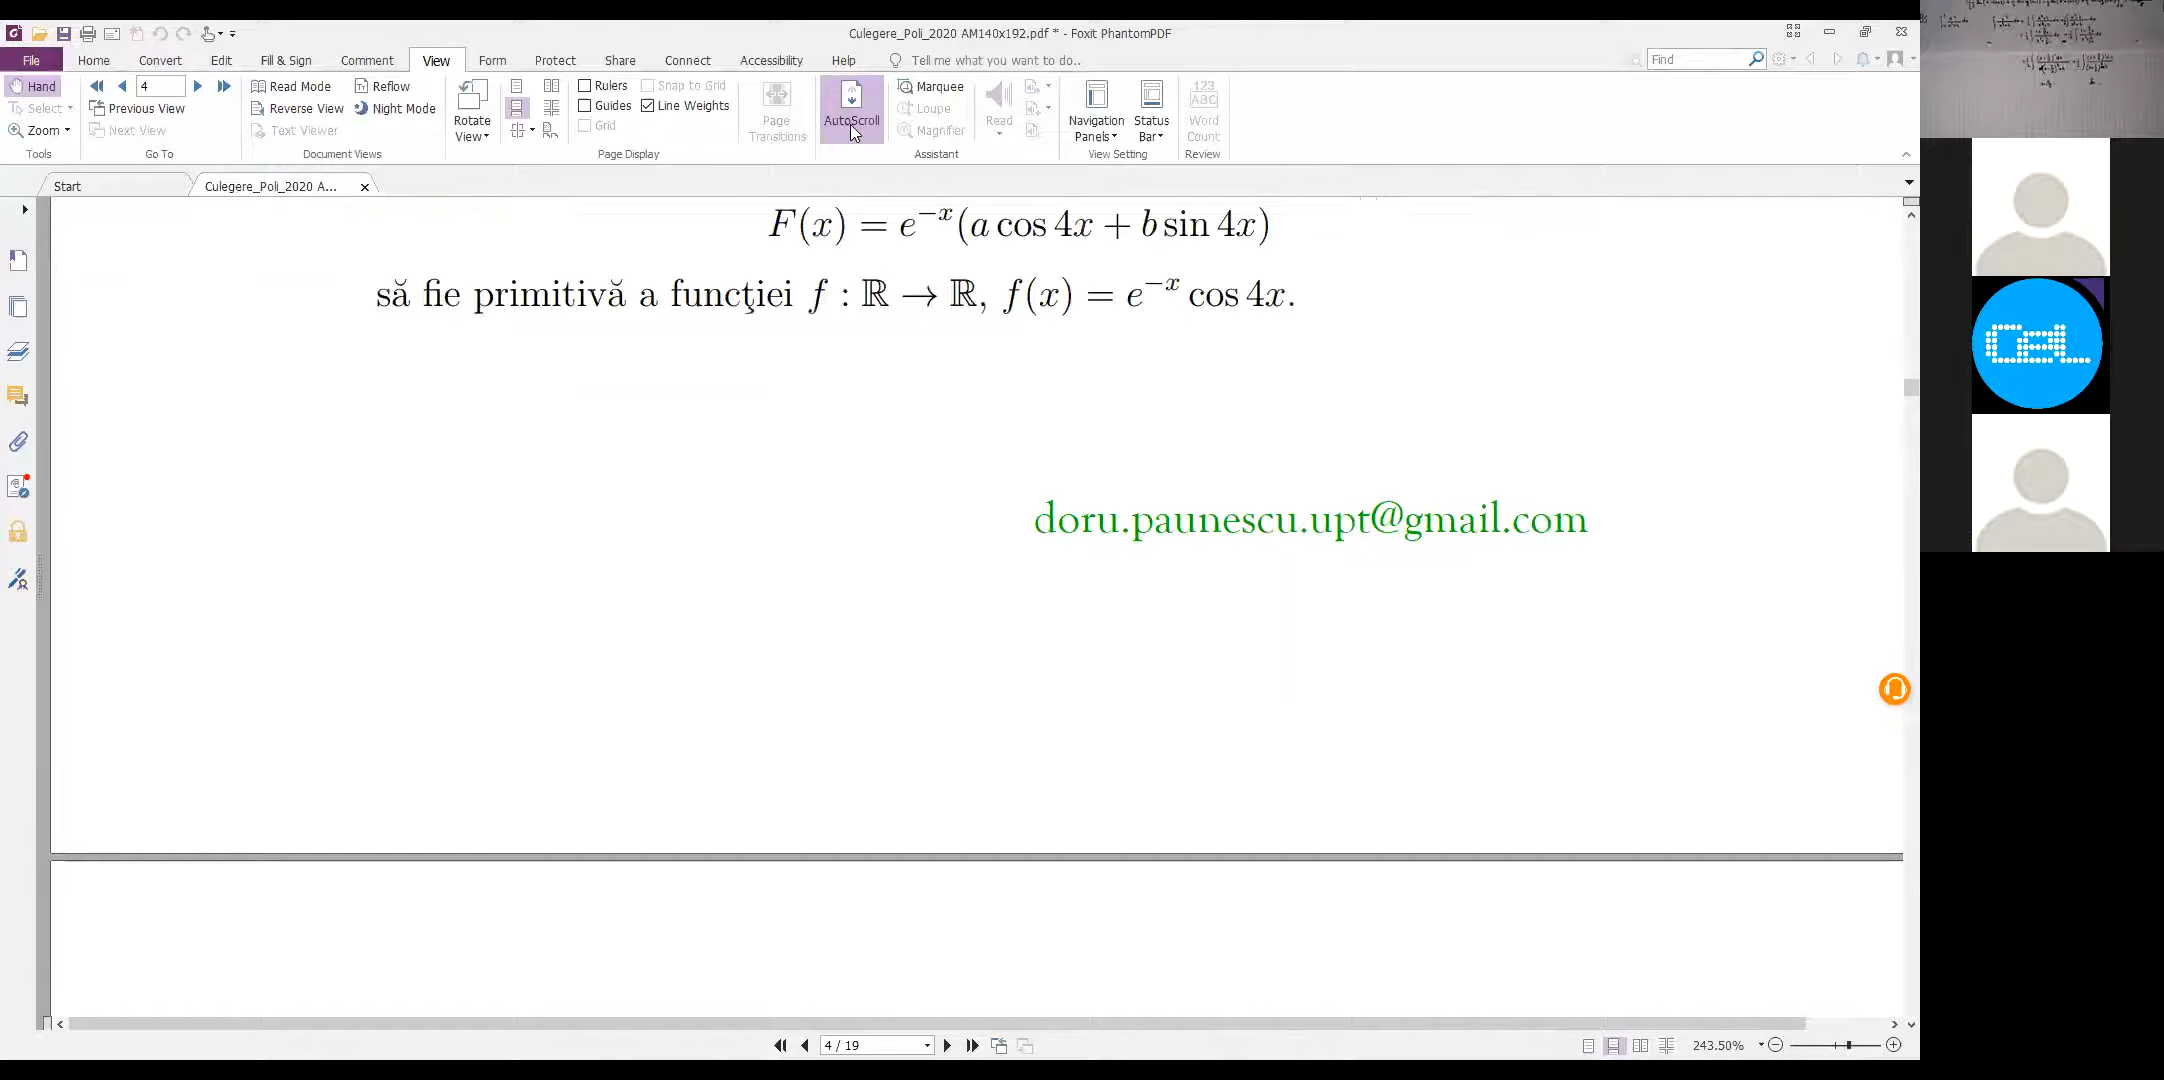 Culegere_Poli_2020 AM140x192.pdf * - Foxit PhantomPDF
File Home Convert Edit Fill & Sign Comment View Form Protect Share Connect Accessibility Help Tell me what you want to do.. Find
Hand 4 Read Mode Reflow Rulers Snap to Grid Marquee 123 ABC
Select Previous View Reverse View Night Mode Guides Line Weights Loupe
Zoom Next View Text Viewer Grid Magnifier
Rotate View Page Transitions AutoScroll Read Navigation Panels Status Bar Word Count
Tools Go To Document Views Page Display Assistant View Setting Review
Start Culegere_Poli_2020 A...
F(x) = e^{−x}(a cos 4x + b sin 4x)
să fie primitivă a funcţiei f : ℝ → ℝ, f(x) = e^{−x} cos 4x.
doru.paunescu.upt@gmail.com
4 / 19 243.50%